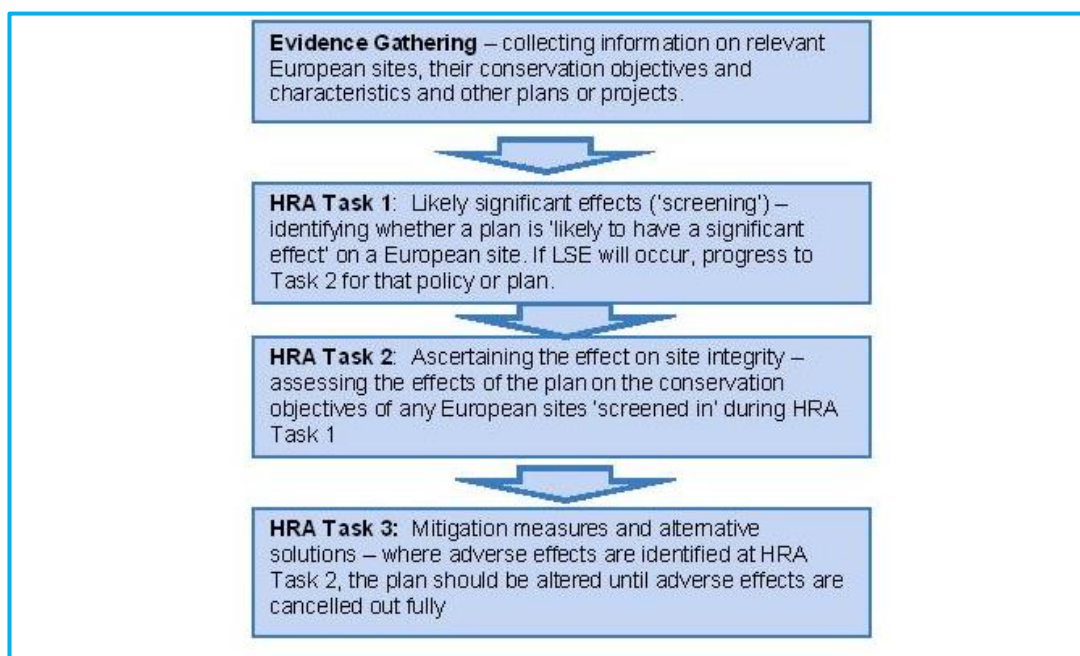 Evidence Gathering – collecting information on relevant
European sites, their conservation objectives and
characteristics and other plans or projects.
HRA Task 1:  Likely significant effects (‘screening’) –
identifying whether a plan is ‘likely to have a significant
effect’ on a European site. If LSE will occur, progress to
Task 2 for that policy or plan.
HRA Task 2:  Ascertaining the effect on site integrity –
assessing the effects of the plan on the conservation
objectives of any European sites ‘screened in’ during HRA
Task 1
HRA Task 3:  Mitigation measures and alternative
solutions – where adverse effects are identified at HRA
Task 2, the plan should be altered until adverse effects are
cancelled out fully